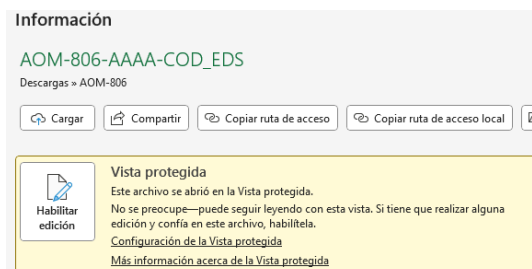 Información
AOM-806-AAAA-COD_EDS
Descargas » AOM-806
Cargar
Compartir
Copiar ruta de acceso
Copiar ruta de acceso local
Habilitar
edición
Vista protegida
Este archivo se abrió en la Vista protegida.
No se preocupe—puede seguir leyendo con esta vista. Si tiene que realizar alguna
edición y confía en este archivo, habilítela.
Configuración de la Vista protegida
Más información acerca de la Vista protegida